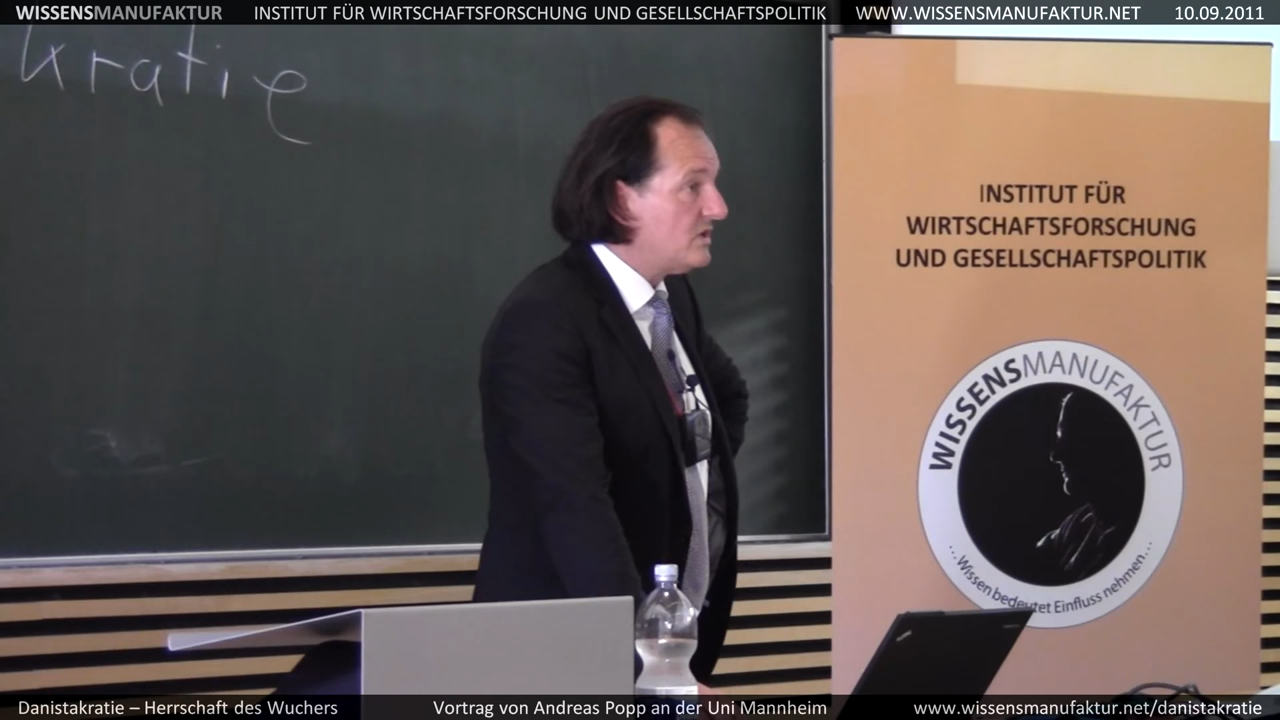 WISSENSMANUFAKTUR INSTITUT FÜR WIRTSCHAFTSFORSCHUNG UND GESELLSCHAFTSPOLITIK WWW.WISSENSMANUFAKTUR.NET 10.09.2011
kratie
INSTITUT FÜR
WIRTSCHAFTSFORSCHUNG
UND GESELLSCHAFTSPOLITIK
WISSENSMANUFAKTUR
...Wissen bedeutet Einfluss nehmen...
Danistakratie – Herrschaft des Wuchers Vortrag von Andreas Popp an der Uni Mannheim www.wissensmanufaktur.net/danistakratie